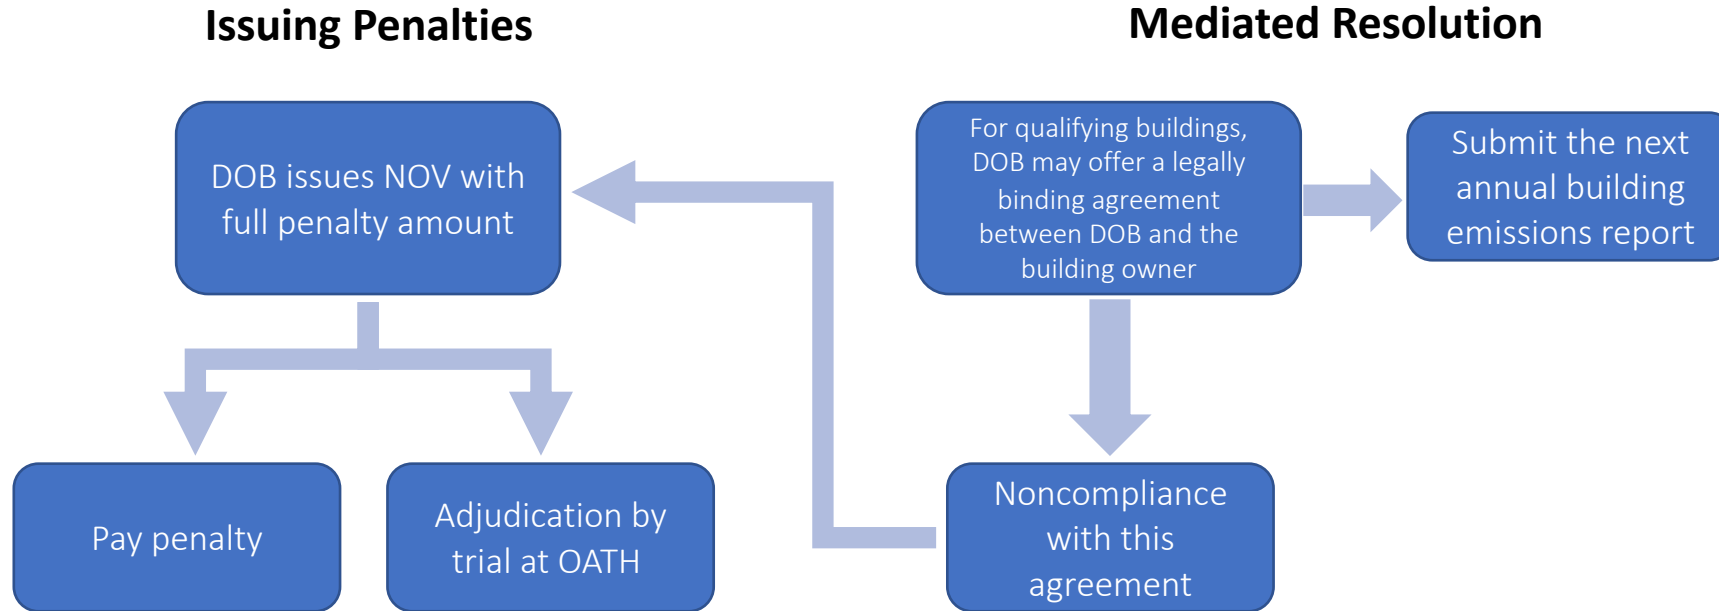 Issuing Penalties
Mediated Resolution
DOB issues NOV with
full penalty amount
For qualifying buildings,
DOB may offer a legally
binding agreement
between DOB and the
building owner
Submit the next
annual building
emissions report
Pay penalty
Adjudication by
trial at OATH
Noncompliance
with this
agreement